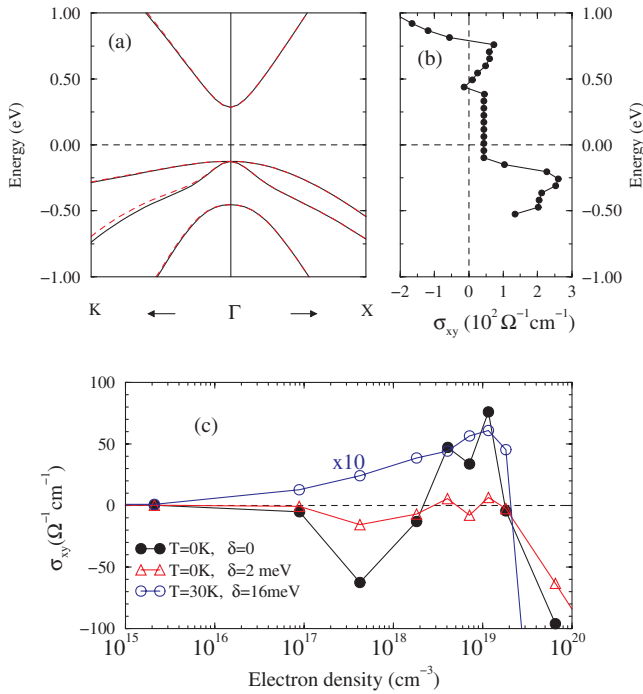 1.00
0.50
0.00
−0.50
−1.00
Energy (eV)
(a)
K
Γ
X
(b)
1.00
0.50
0.00
−0.50
−1.00
Energy (eV)
−2 −1 0 1 2 3
σxy (10² Ω⁻¹cm⁻¹)
100
50
0
−50
−100
σxy(Ω⁻¹cm⁻¹)
(c)
x10
T=0K, δ=0
T=0K, δ=2 meV
T=30K, δ=16meV
10¹⁵ 10¹⁶ 10¹⁷ 10¹⁸ 10¹⁹ 10²⁰
Electron density (cm⁻³)